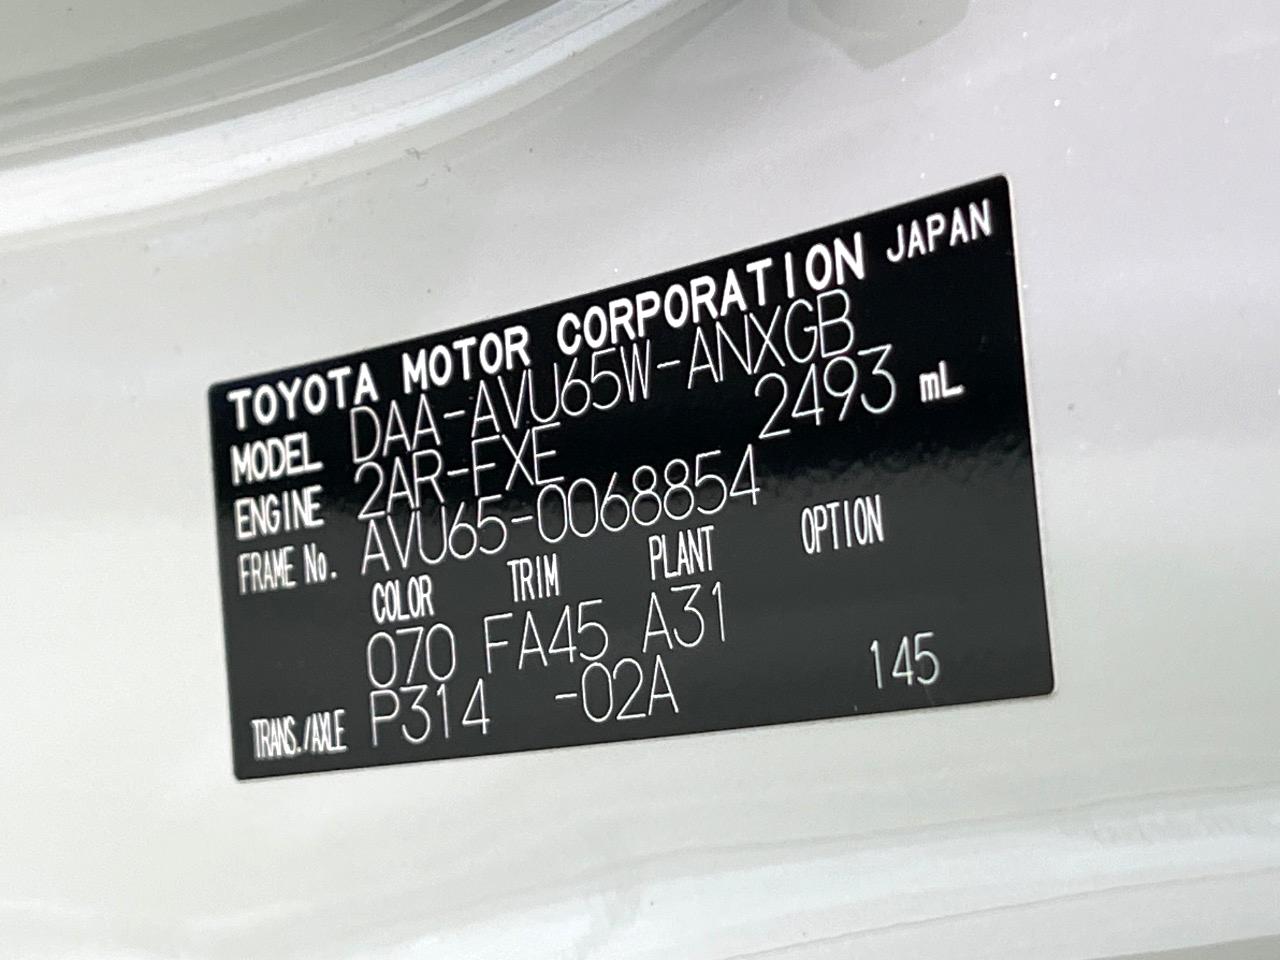 TOYOTA MOTOR CORPORATION JAPAN
MODEL DAA-AVU65W-ANXGB
ENGINE 2AR-FXE 2493 mL
FRAME No. AVU65-0068854
COLOR TRIM PLANT OPTION
070 FA45 A31
TRANS./AXLE P314 -02A 145